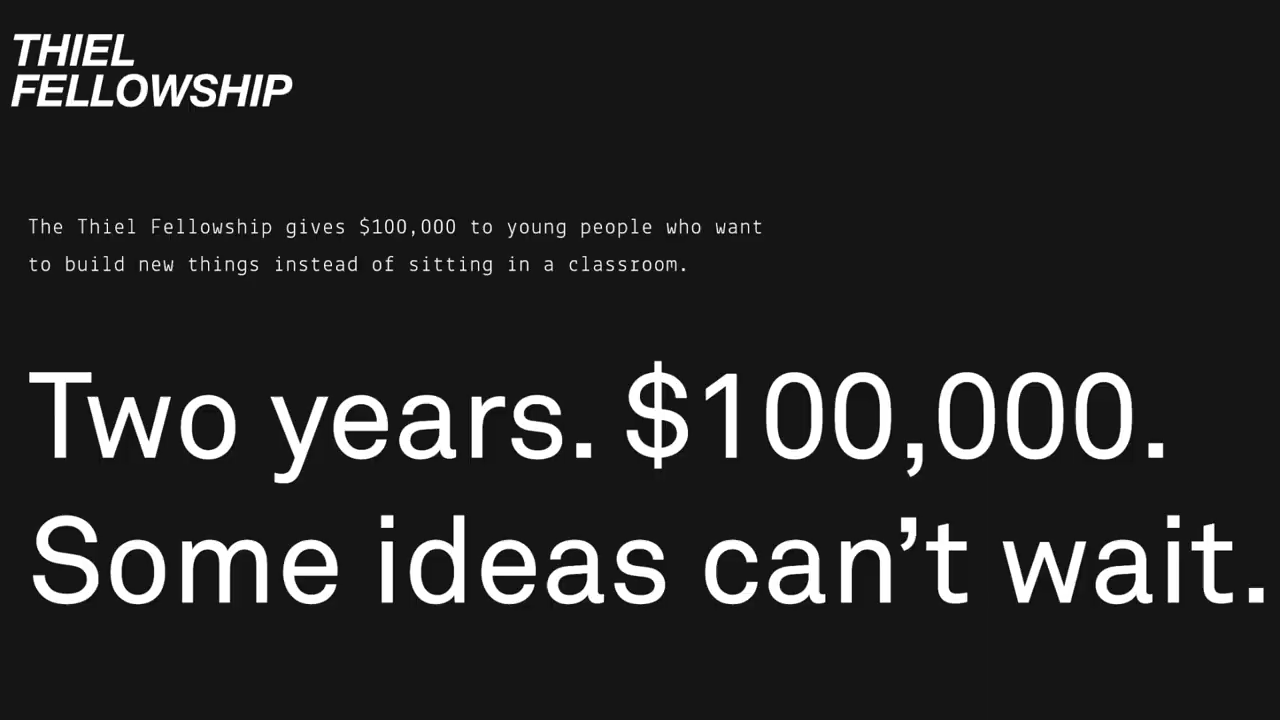 THIEL
FELLOWSHIP
The Thiel Fellowship gives $100,000 to young people who want
to build new things instead of sitting in a classroom.
Two years. $100,000.
Some ideas can’t wait.